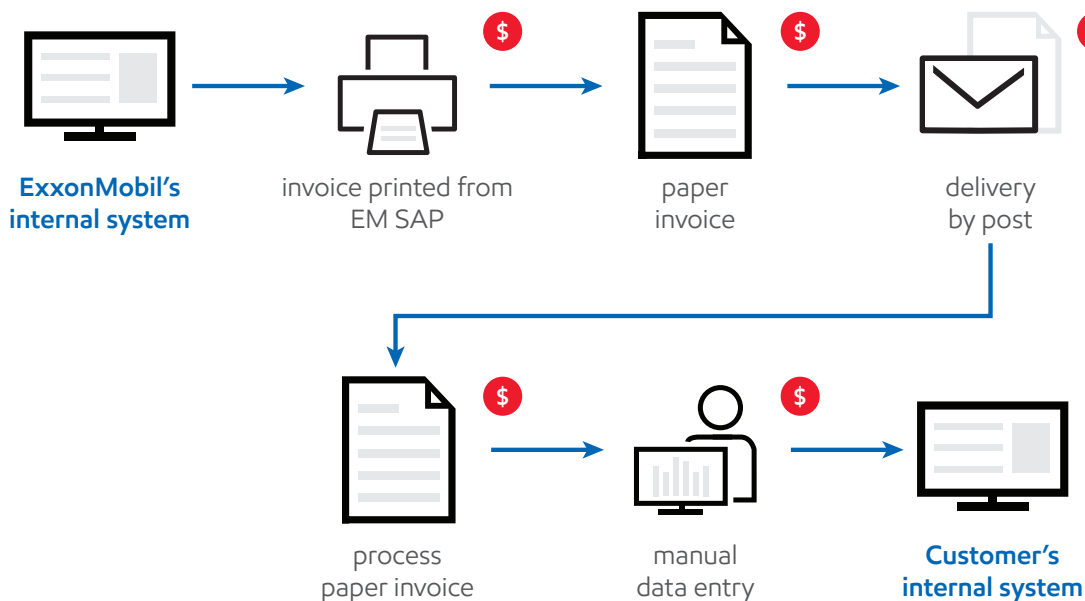 $
$
ExxonMobil's
internal system
invoice printed from
EM SAP
paper
invoice
delivery
by post
$
$
process
paper invoice
manual
data entry
Customer's
internal system